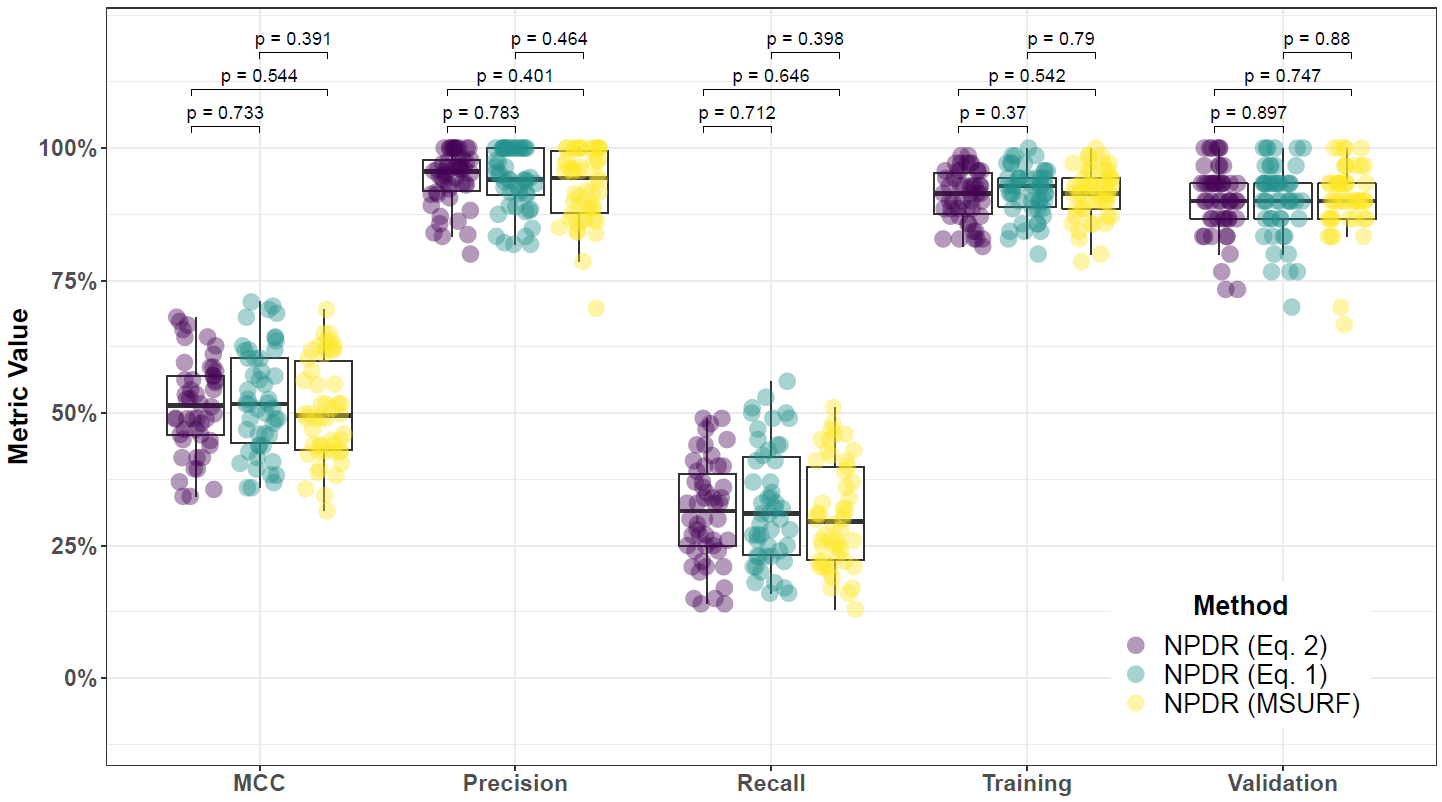 p = 0.391
p = 0.464
p = 0.398
p = 0.79
p = 0.88
p = 0.544
p = 0.401
p = 0.646
p = 0.542
p = 0.747
p = 0.733
p = 0.783
p = 0.712
p = 0.37
p = 0.897
100%
75%
50%
25%
0%
Metric Value
Method
NPDR (Eq. 2)
NPDR (Eq. 1)
NPDR (MSURF)
MCC
Precision
Recall
Training
Validation